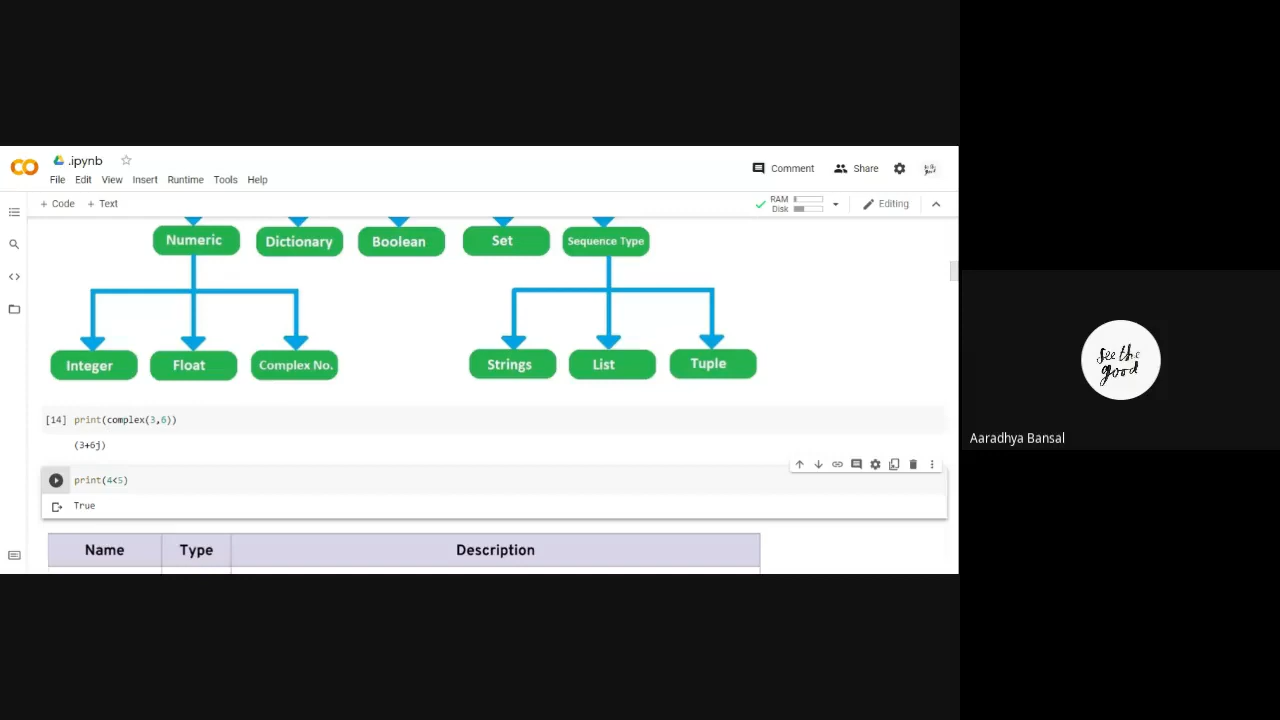 .ipynb
File Edit View Insert Runtime Tools Help
Comment Share
+ Code + Text
RAM
Disk
Editing
Numeric Dictionary Boolean Set Sequence Type
Integer Float Complex No. Strings List Tuple
[14] print(complex(3,6))
(3+6j)
print(4<5)
True
Name Type Description
See the
good
Aaradhya Bansal